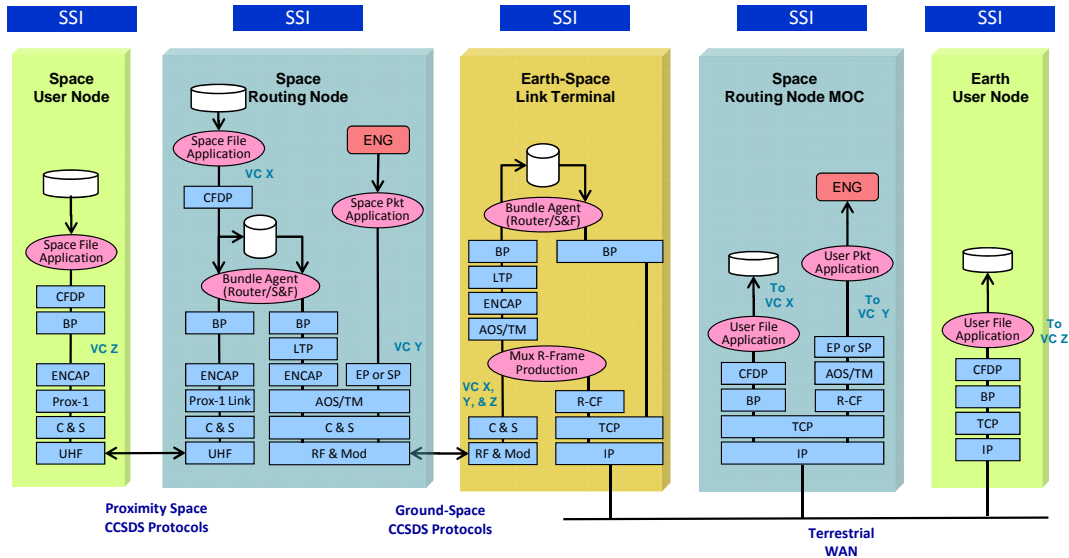 SSI
SSI
SSI
SSI
SSI
Space
User Node
Space File
Application
CFDP
BP
VC Z
ENCAP
Prox-1
C & S
UHF
Space
Routing Node
Space File
Application
VC X
CFDP
ENG
Space Pkt
Application
Bundle Agent
(Router/S&F)
BP
BP
LTP
VC Y
ENCAP
ENCAP
EP or SP
Prox-1 Link
AOS/TM
C & S
C & S
UHF
RF & Mod
Earth-Space
Link Terminal
Bundle Agent
(Router/S&F)
BP
BP
LTP
ENCAP
AOS/TM
Mux R-Frame
Production
VC X,
Y, & Z
R-CF
C & S
TCP
RF & Mod
IP
Space
Routing Node MOC
ENG
User Pkt
Application
To
VC X
To
VC Y
User File
Application
EP or SP
CFDP
AOS/TM
BP
R-CF
TCP
IP
Earth
User Node
User File
Application
To
VC Z
CFDP
BP
TCP
IP
Proximity Space
CCSDS Protocols
Ground-Space
CCSDS Protocols
Terrestrial
WAN